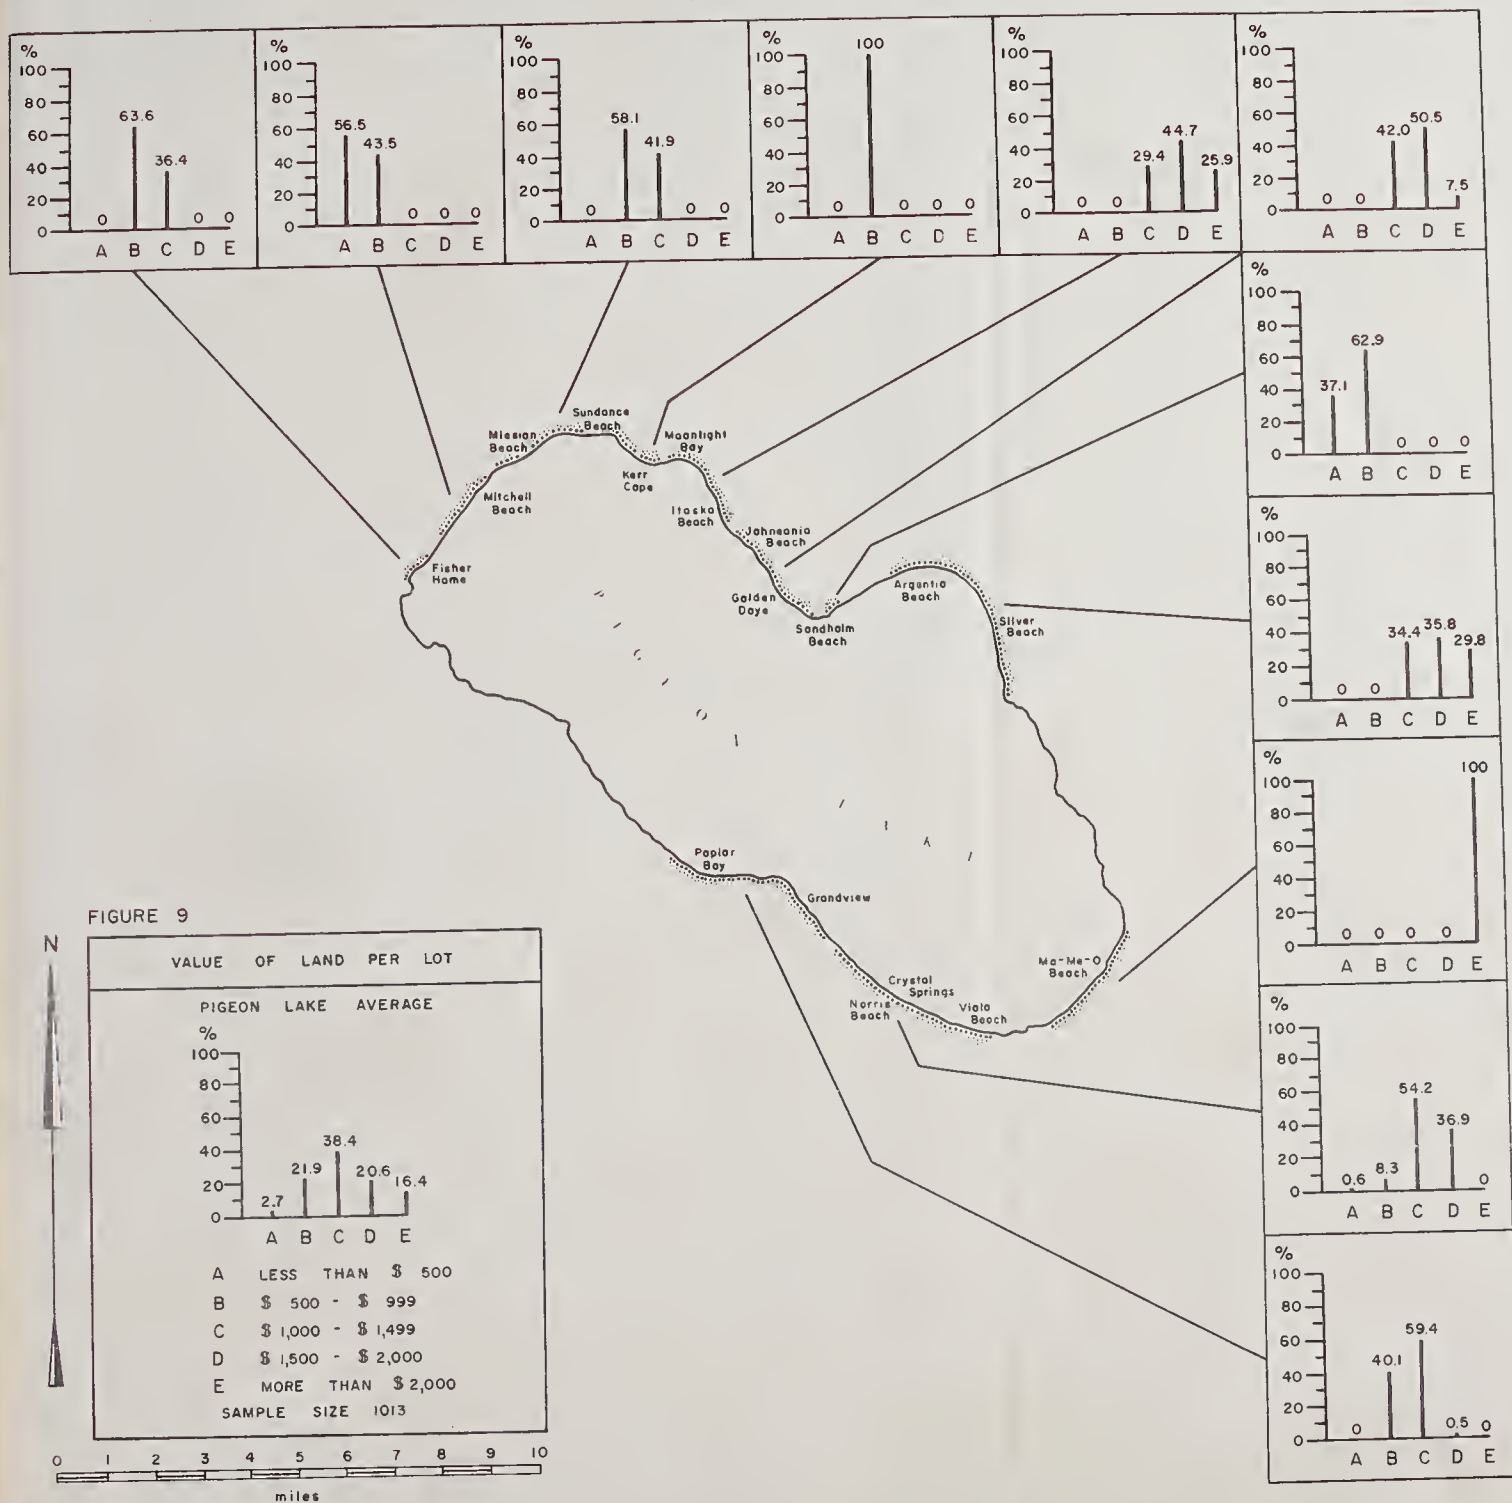 %
100
80
60
40
20
0
63.6
36.4
0 0 0
A B C D E
%
100
80
60
40
20
0
56.5
43.5
0 0 0
A B C D E
%
100
80
60
40
20
0
58.1
41.9
0 0 0
A B C D E
%
100
80
60
40
20
0
100
0 0 0 0
A B C D E
%
100
80
60
40
20
0
44.7
29.4
25.9
0 0
A B C D E
%
100
80
60
40
20
0
42.0
50.5
7.5
0 0
A B C D E
%
100
80
60
40
20
0
37.1
62.9
0 0 0
A B C D E
%
100
80
60
40
20
0
34.4
35.8
29.8
0 0
A B C D E
%
100
80
60
40
20
0
100
0 0 0 0
A B C D E
%
100
80
60
40
20
0
0.6
8.3
54.2
36.9
0
A B C D E
%
100
80
60
40
20
0
0
40.1
59.4
0.5
0
A B C D E
Sundance
Beach
Mission
Beach
Moonlight
Bay
Kerr
Cape
Mitchell
Beach
Itaska
Beach
Johnsonia
Beach
Fisher
Home
Golden
Days
Sandholm
Beach
Argentia
Beach
Silver
Beach
P I G E O N
L A K E
Poplar
Bay
Grandview
Ma-Me-O
Beach
Crystal
Springs
Norris
Beach
Viola
Beach
FIGURE 9
N
VALUE OF LAND PER LOT
PIGEON LAKE AVERAGE
%
100
80
60
40
20
0
2.7
21.9
38.4
20.6
16.4
A B C D E
A LESS THAN $ 500
B $ 500 - $ 999
C $ 1,000 - $ 1,499
D $ 1,500 - $ 2,000
E MORE THAN $ 2,000
SAMPLE SIZE 1013
0 1 2 3 4 5 6 7 8 9 10
miles